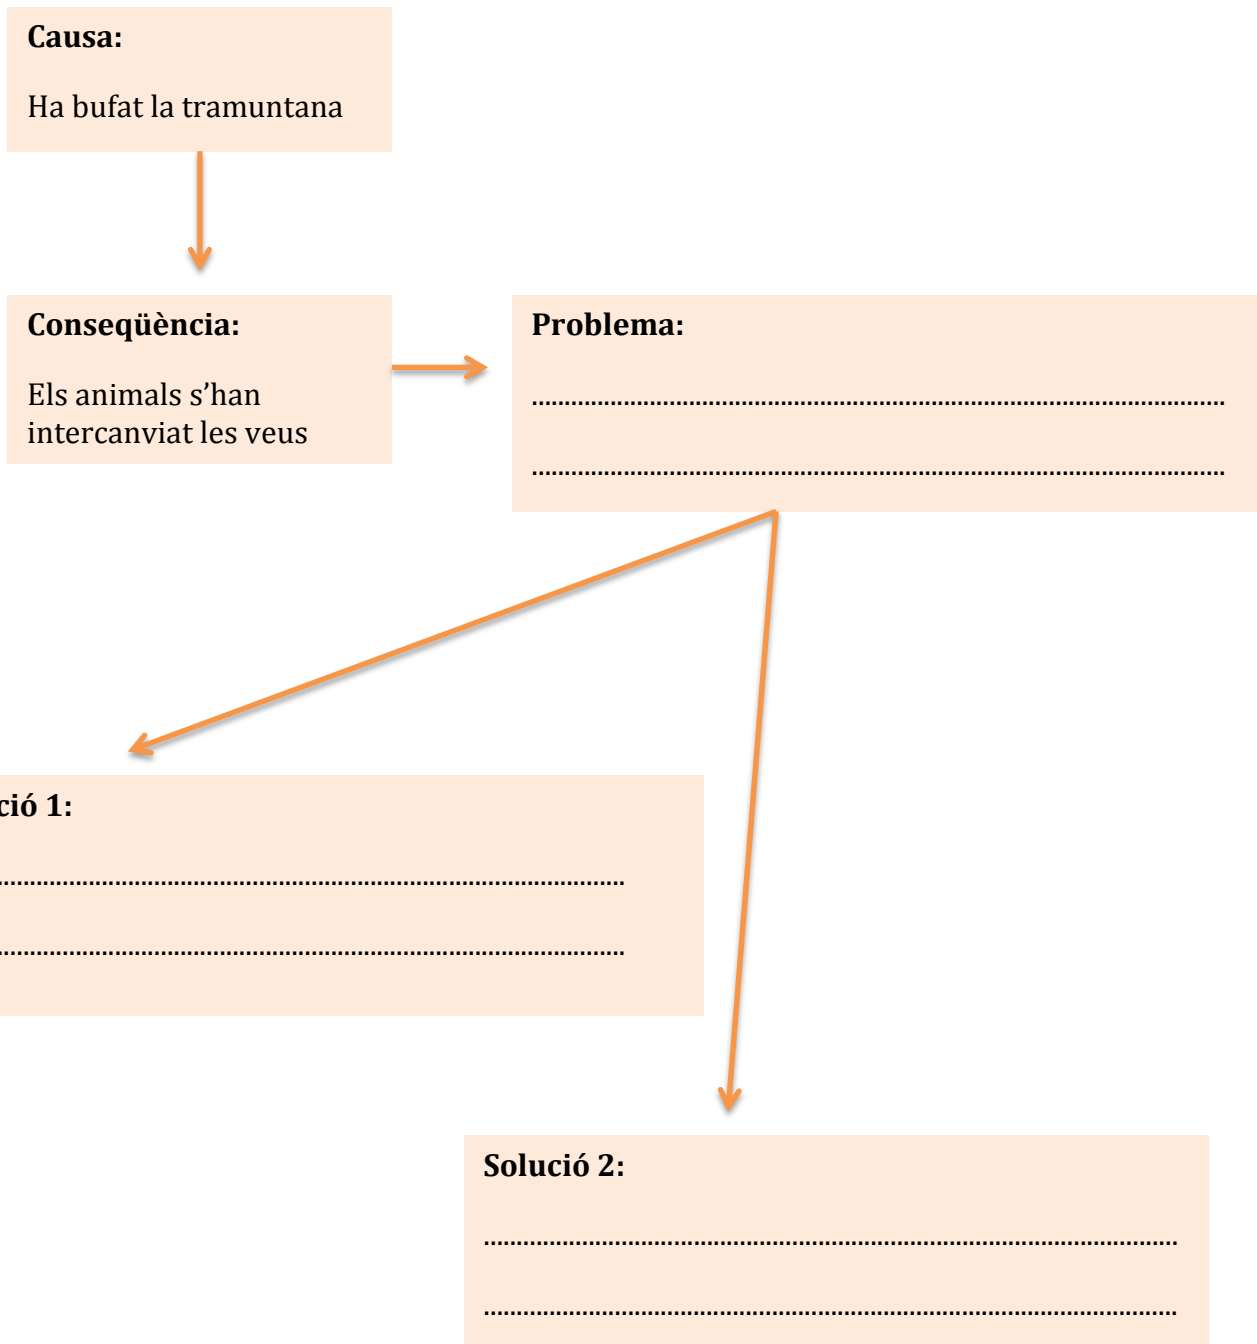 Causa:
Ha bufat la tramuntana
Conseqüència:
Els animals s’han
intercanviat les veus
Problema:
................................................................................................................
................................................................................................................
ció 1:
................................................................................................................
................................................................................................................
Solució 2:
................................................................................................................
................................................................................................................